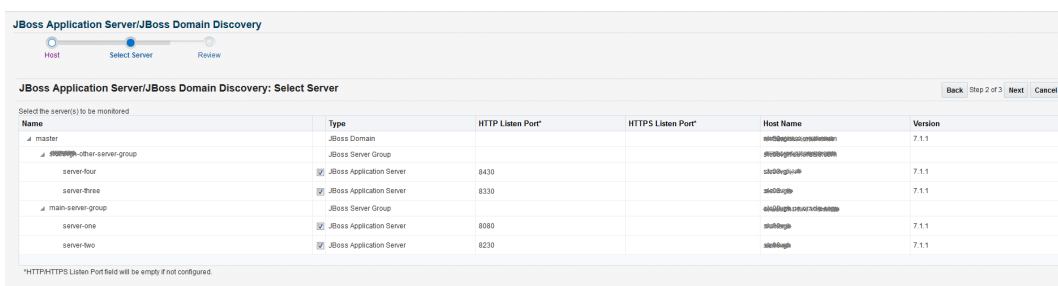 JBoss Application Server/JBoss Domain Discovery
Host Select Server Review
JBoss Application Server/JBoss Domain Discovery: Select Server
Back Step 2 of 3 Next Cancel
Select the server(s) to be monitored
Name Type HTTP Listen Port* HTTPS Listen Port* Host Name Version
master JBoss Domain 7.1.1
-other-server-group JBoss Server Group
server-four JBoss Application Server 8430 7.1.1
server-three JBoss Application Server 8330 7.1.1
main-server-group JBoss Server Group
server-one JBoss Application Server 8080 7.1.1
server-two JBoss Application Server 8230 7.1.1
*HTTP/HTTPS Listen Port field will be empty if not configured.